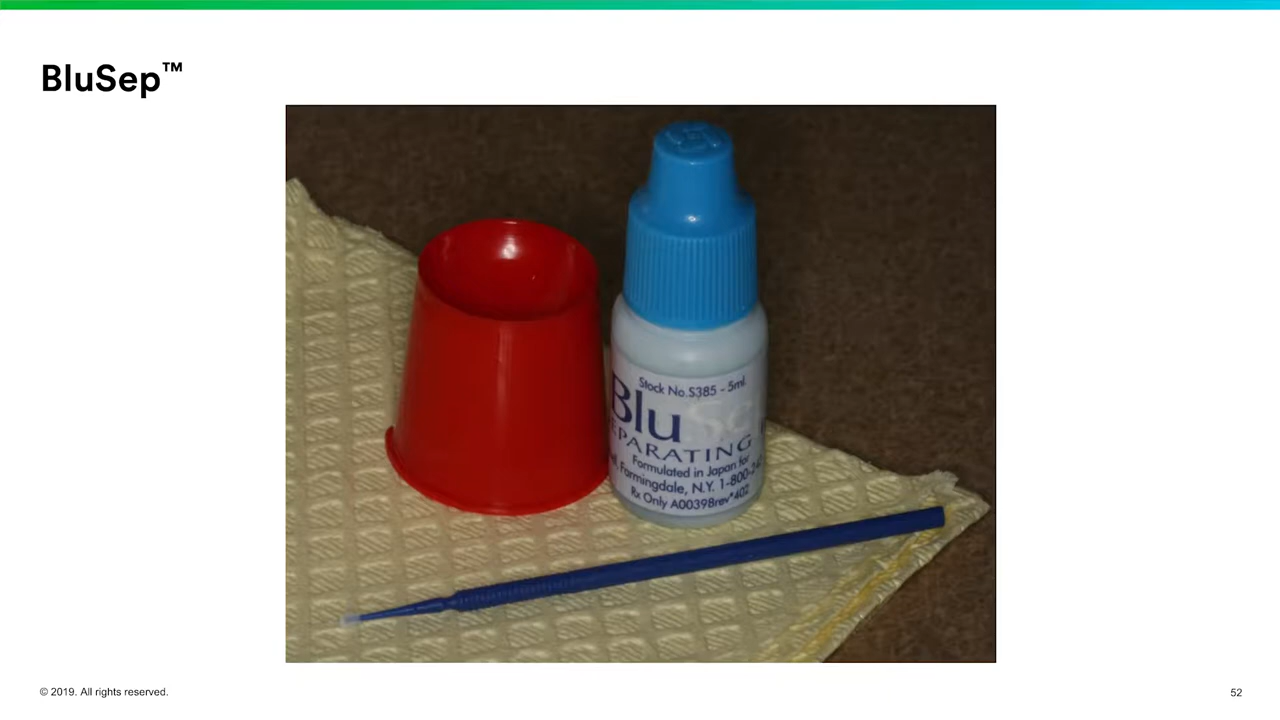 BluSep™
Stock No.S385 - 5ml.
Blu
EPARATING
Formulated in Japan for
Farmingdale, N.Y. 1-800-
Rx Only A00398rev*402
© 2019. All rights reserved.
52